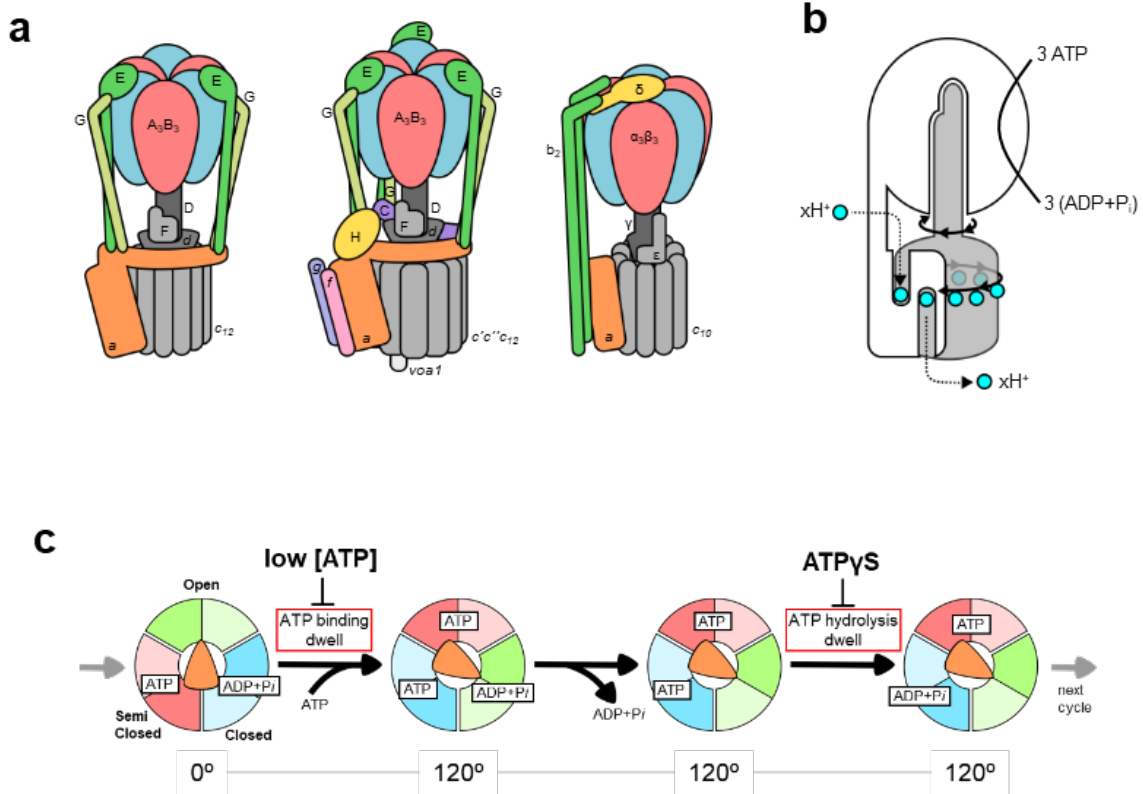 a
E
E
G
G
A₃B₃
D
F
d
a
c₁₂
E
E
E
G
G
A₃B₃
G
C
D
F
d
H
g
f
a
c'c''c₁₂
voa1
δ
b₂
α₃β₃
γ
ε
a
c₁₀
b
3 ATP
3 (ADP+Pᵢ)
xH⁺
xH⁺
c
low [ATP]
ATPγS
Open
ATP binding
dwell
ATP hydrolysis
dwell
ATP
ADP+Pi
Semi
Closed
Closed
ATP
ATP
ATP
ADP+Pi
ADP+Pi
ATP
ATP
ATP
ADP+Pi
next
cycle
0º
120º
120º
120º